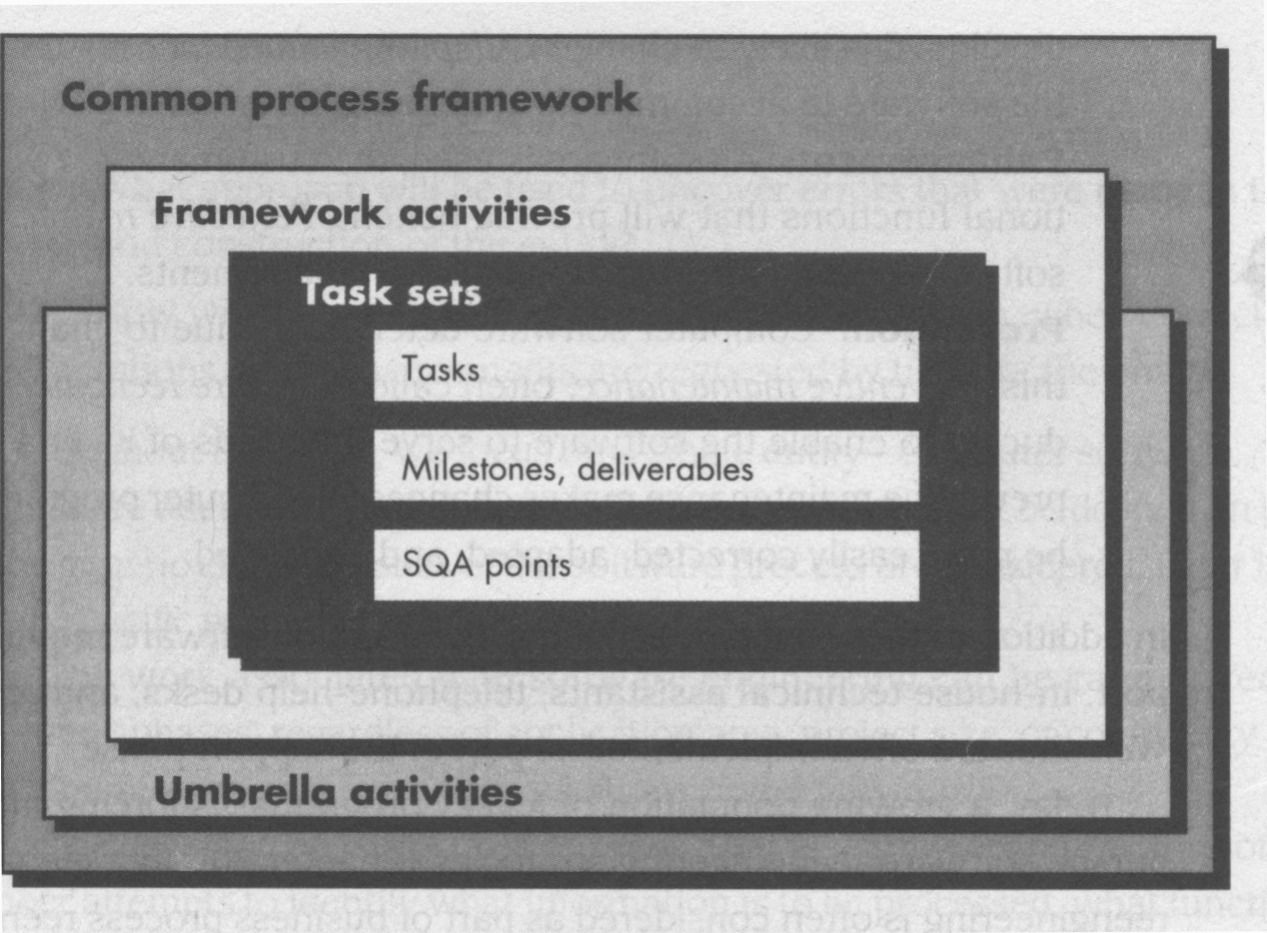 Common process framework
Framework activities
Task sets
Tasks
Milestones, deliverables
SQA points
Umbrella activities